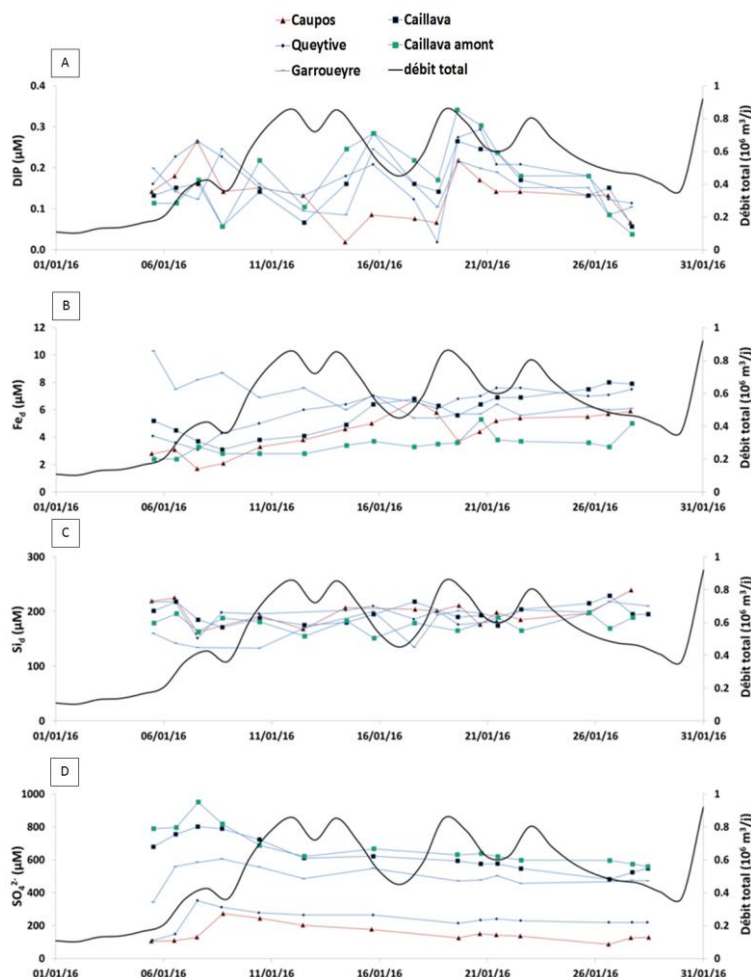 Caupos Caillava
Queytive Caillava amont
Garroueyre débit total
A
DIP (µM)
0.4
0.3
0.2
0.1
0.0
Débit total (10⁶ m³/j)
1
0.8
0.6
0.4
0.2
0
01/01/16 06/01/16 11/01/16 16/01/16 21/01/16 26/01/16 31/01/16
B
Fed (µM)
12
10
8
6
4
2
0
Débit total (10⁶ m³/j)
1
0.8
0.6
0.4
0.2
0
01/01/16 06/01/16 11/01/16 16/01/16 21/01/16 26/01/16 31/01/16
C
Sid (µM)
300
200
100
0
Débit total (10⁶ m³/j)
1
0.8
0.6
0.4
0.2
0
01/01/16 06/01/16 11/01/16 16/01/16 21/01/16 26/01/16 31/01/16
D
SO₄²⁻ (µM)
1000
800
600
400
200
0
Débit total (10⁶ m³/j)
1
0.8
0.6
0.4
0.2
0
01/01/16 06/01/16 11/01/16 16/01/16 21/01/16 26/01/16 31/01/16